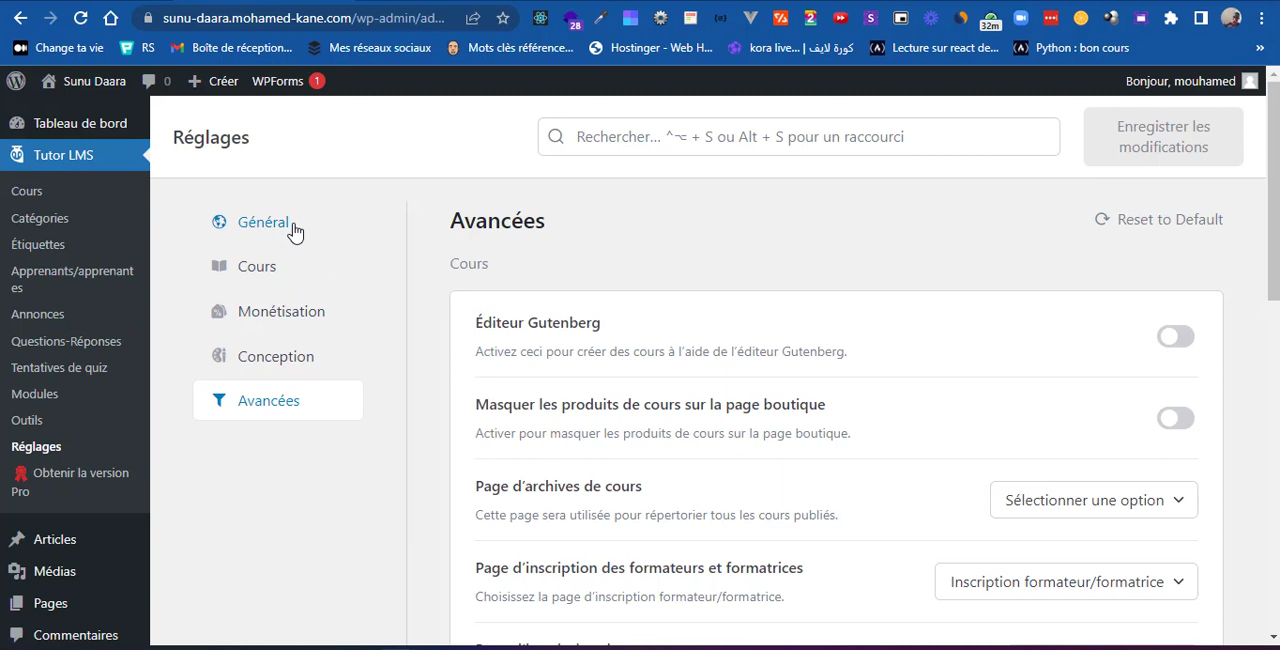 sunu-daara.mohamed-kane.com/wp-admin/ad...
28
2
S
32m
Change ta vie
RS
Boîte de réception...
Mes réseaux sociaux
Mots clés référence...
Hostinger - Web H...
kora live... | كورة لايف
Lecture sur react de...
Python : bon cours
»
Sunu Daara
0
Créer
WPForms 1
Bonjour, mouhamed
Tableau de bord
Tutor LMS
Cours
Catégories
Étiquettes
Apprenants/apprenant
es
Annonces
Questions-Réponses
Tentatives de quiz
Modules
Outils
Réglages
Obtenir la version
Pro
Articles
Médias
Pages
Commentaires
Réglages
Rechercher... ^⌥ + S ou Alt + S pour un raccourci
Enregistrer les
modifications
Général
Cours
Monétisation
Conception
Avancées
Avancées
Reset to Default
Cours
Éditeur Gutenberg
Activez ceci pour créer des cours à l’aide de l’éditeur Gutenberg.
Masquer les produits de cours sur la page boutique
Activer pour masquer les produits de cours sur la page boutique.
Page d’archives de cours
Cette page sera utilisée pour répertorier tous les cours publiés.
Sélectionner une option
Page d’inscription des formateurs et formatrices
Choisissez la page d’inscription formateur/formatrice.
Inscription formateur/formatrice